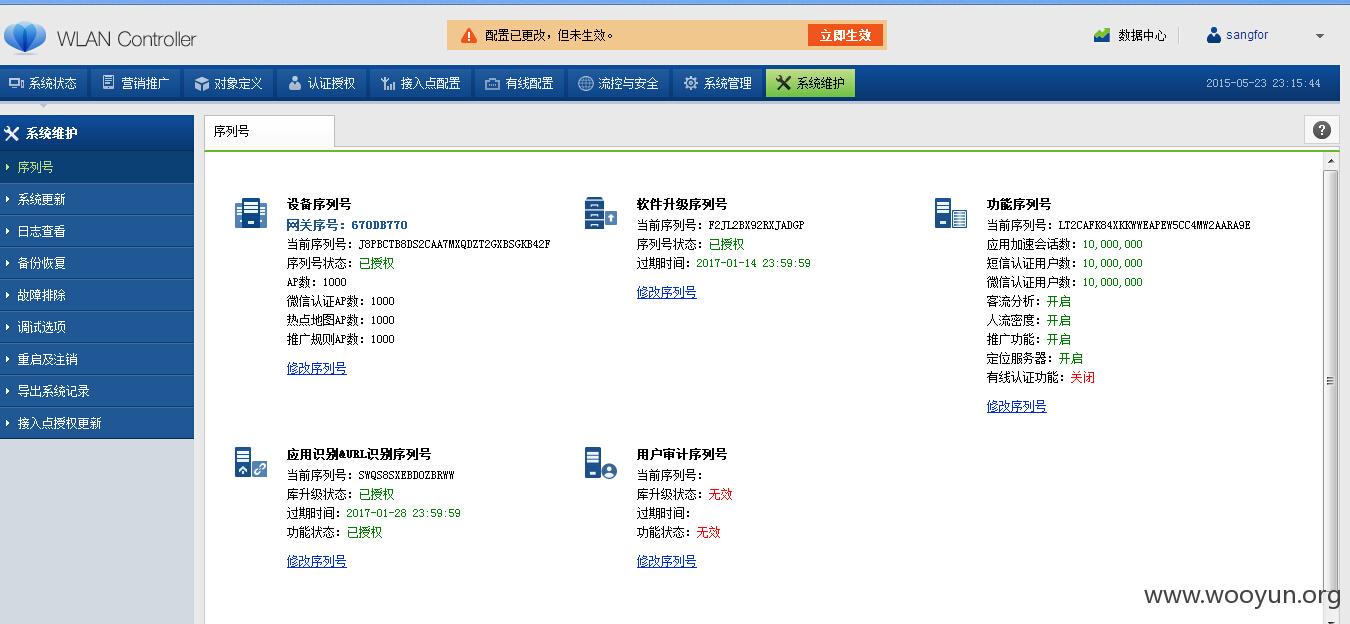 WLAN Controller
配置已更改，但未生效。
立即生效
数据中心
sangfor
系统状态
营销推广
对象定义
认证授权
接入点配置
有线配置
流控与安全
系统管理
系统维护
2015-05-23 23:15:44
系统维护
序列号
系统更新
日志查看
备份恢复
故障排除
调试选项
重启及注销
导出系统记录
接入点授权更新
序列号
?
设备序列号
网关序号：670DB770
当前序列号：J8PBCTB8DS2CAA7MXQDZT2GXBSGKB42F
序列号状态：已授权
AP数：1000
微信认证AP数：1000
热点地图AP数：1000
推广规则AP数：1000
修改序列号
软件升级序列号
当前序列号：F2JL2BX92RXJADGP
序列号状态：已授权
过期时间：2017-01-14 23:59:59
修改序列号
功能序列号
当前序列号：LT2CAFK84XKKWWEAPEW5CC4MW2AARA9E
应用加速会话数：10,000,000
短信认证用户数：10,000,000
微信认证用户数：10,000,000
客流分析：开启
人流密度：开启
推广功能：开启
定位服务器：开启
有线认证功能：关闭
修改序列号
应用识别&URL识别序列号
当前序列号：SWQS8SXEBDOZBRWW
库升级状态：已授权
过期时间：2017-01-28 23:59:59
功能状态：已授权
修改序列号
用户审计序列号
当前序列号：
库升级状态：无效
过期时间：
功能状态：无效
修改序列号
www.wooyun.org